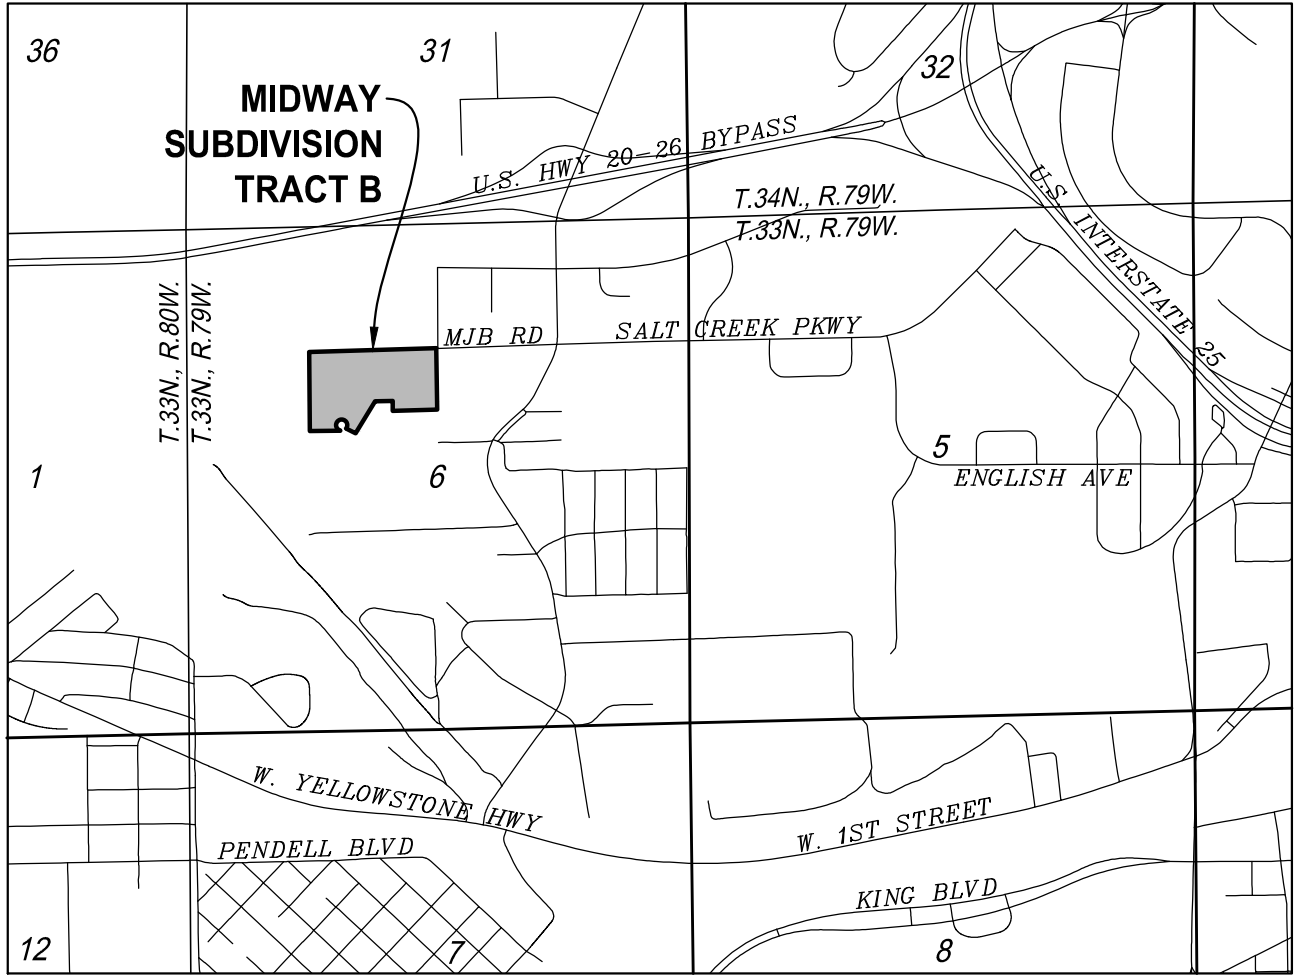 36
31
32
MIDWAY
SUBDIVISION
TRACT B
U.S. HWY 20-26 BYPASS
T.34N., R.79W.
T.33N., R.79W.
U.S. INTERSTATE 25
T.33N., R.80W.
T.33N., R.79W.
MJB RD
SALT CREEK PKWY
1
6
5
ENGLISH AVE
W. YELLOWSTONE HWY
W. 1ST STREET
PENDELL BLVD
KING BLVD
12
7
8